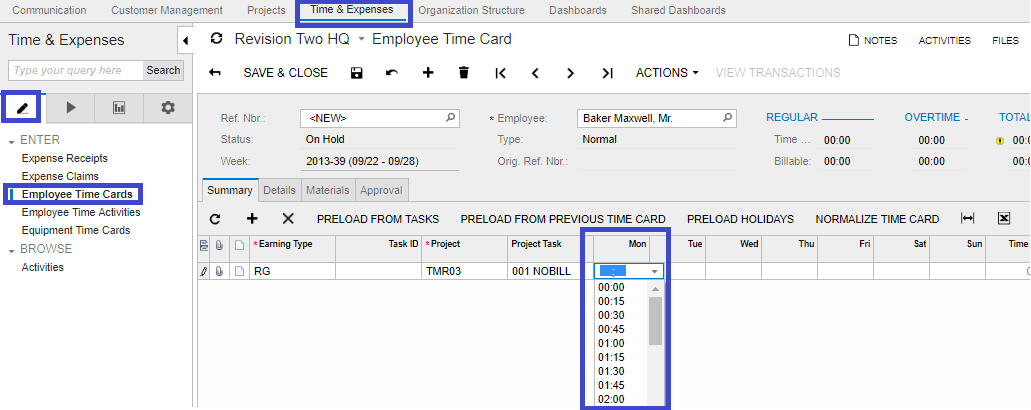 Communication Customer Management Projects Time & Expenses Organization Structure Dashboards Shared Dashboards
Time & Expenses
Type your query here Search
ENTER
Expense Receipts
Expense Claims
Employee Time Cards
Employee Time Activities
Equipment Time Cards
BROWSE
Activities
Revision Two HQ Employee Time Card NOTES ACTIVITIES FILES
SAVE & CLOSE ACTIONS VIEW TRANSACTIONS
Ref. Nbr.: <NEW> * Employee: Baker Maxwell, Mr. REGULAR OVERTIME TOTAL
Status: On Hold Type: Normal Time ... 00:00 00:00 00:00
Week: 2013-39 (09/22 - 09/28) Orig. Ref. Nbr.: Billable: 00:00 00:00 00:00
Summary Details Materials Approval
PRELOAD FROM TASKS PRELOAD FROM PREVIOUS TIME CARD PRELOAD HOLIDAYS NORMALIZE TIME CARD
* Earning Type Task ID * Project Project Task Mon Tue Wed Thu Fri Sat Sun Time
RG TMR03 001 NOBILL :
00:00
00:15
00:30
00:45
01:00
01:15
01:30
01:45
02:00